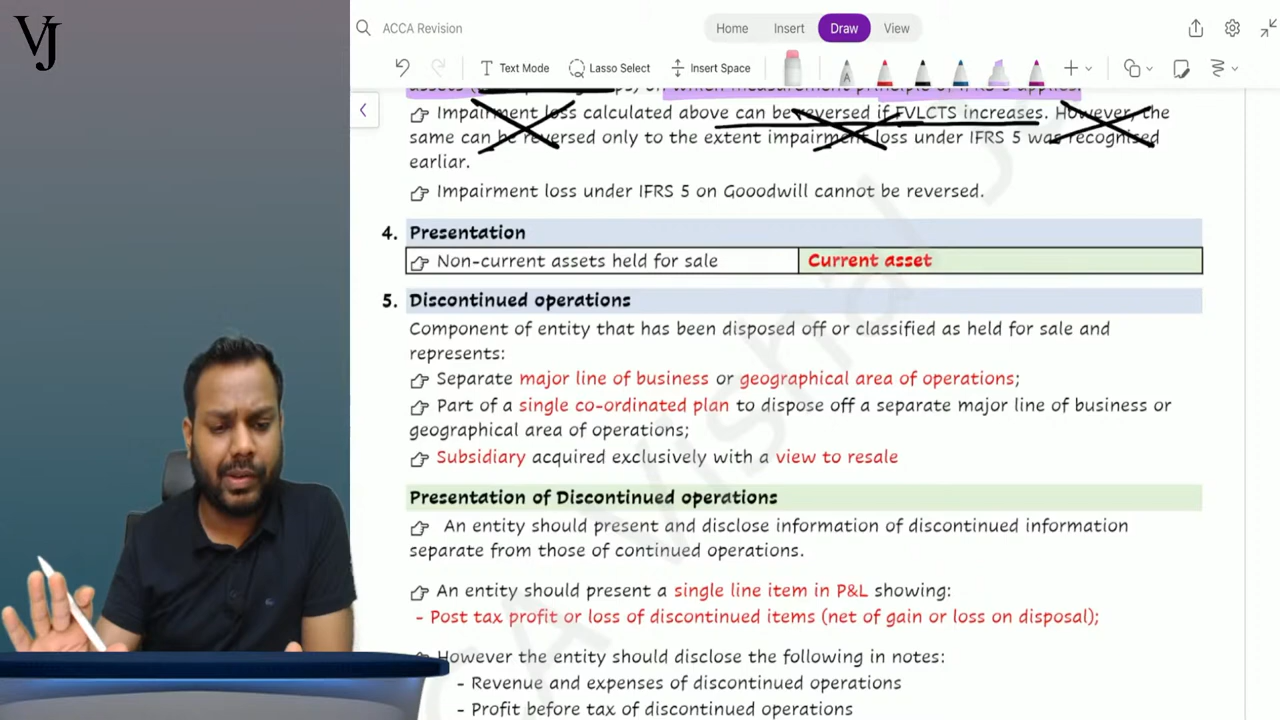 VJ
ACCA Revision
Home
Insert
Draw
View
Text Mode
Lasso Select
Insert Space
Impairment loss calculated above can be reversed if FVLCTS increases. However, the
same can be reversed only to the extent impairment loss under IFRS 5 was recognised
earliar.
Impairment loss under IFRS 5 on Gooodwill cannot be reversed.
4. Presentation
Non-current assets held for sale
Current asset
5. Discontinued operations
Component of entity that has been disposed off or classified as held for sale and
represents:
Separate major line of business or geographical area of operations;
Part of a single co-ordinated plan to dispose off a separate major line of business or
geographical area of operations;
Subsidiary acquired exclusively with a view to resale
Presentation of Discontinued operations
An entity should present and disclose information of discontinued information
separate from those of continued operations.
An entity should present a single line item in P&L showing:
- Post tax profit or loss of discontinued items (net of gain or loss on disposal);
However the entity should disclose the following in notes:
- Revenue and expenses of discontinued operations
- Profit before tax of discontinued operations